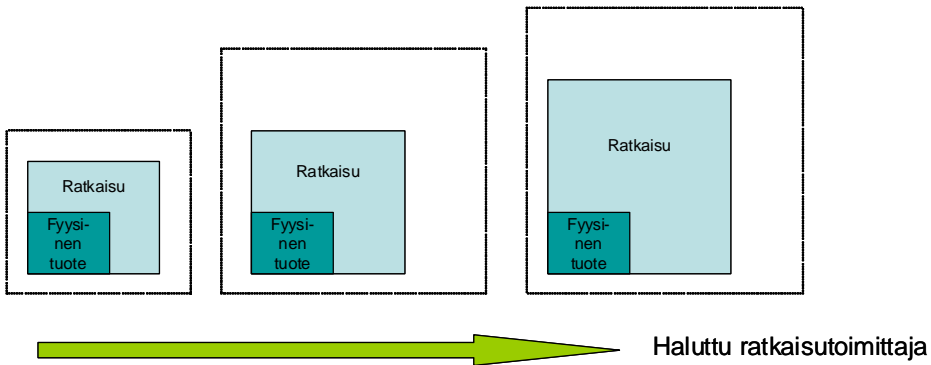 Ratkaisu
Fyysi-
nen
tuote
Ratkaisu
Fyysi-
nen
tuote
Ratkaisu
Fyysi-
nen
tuote
Haluttu ratkaisutoimittaja